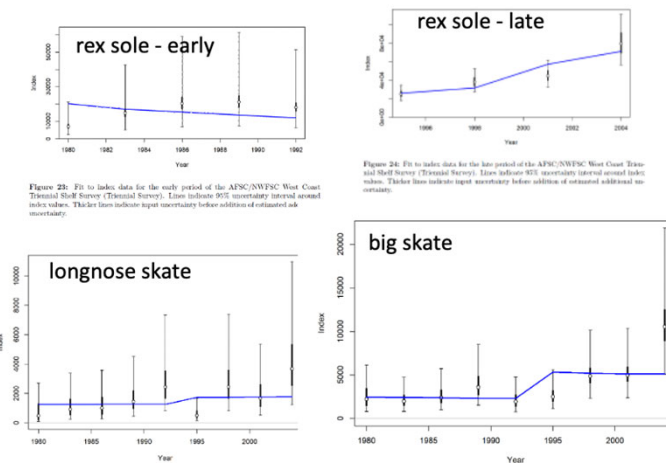 rex sole - early
Index
10000 20000 30000 50000
1980 1982 1984 1986 1988 1990 1992
Year
Figure 23: Fit to index data for the early period of the AFSC/NWFSC West Coast
Triennial Shelf Survey (Triennial Survey). Lines indicate 95% uncertainty interval around
index values. Thicker lines indicate input uncertainty before addition of estimated
uncertainty.
rex sole - late
Index
0e+00 4e+04 8e+04
1996 1998 2000 2002 2004
Year
Figure 24: Fit to index data for the late period of the AFSC/NWFSC West Coast Trien-
nial Shelf Survey (Triennial Survey). Lines indicate 95% uncertainty interval around index
values. Thicker lines indicate input uncertainty before addition of estimated additional un-
certainty.
longnose skate
Index
0 2000 4000 6000 8000 10000
1980 1985 1990 1995 2000
Year
big skate
Index
0 5000 10000 15000 20000
1980 1985 1990 1995 2000
Year